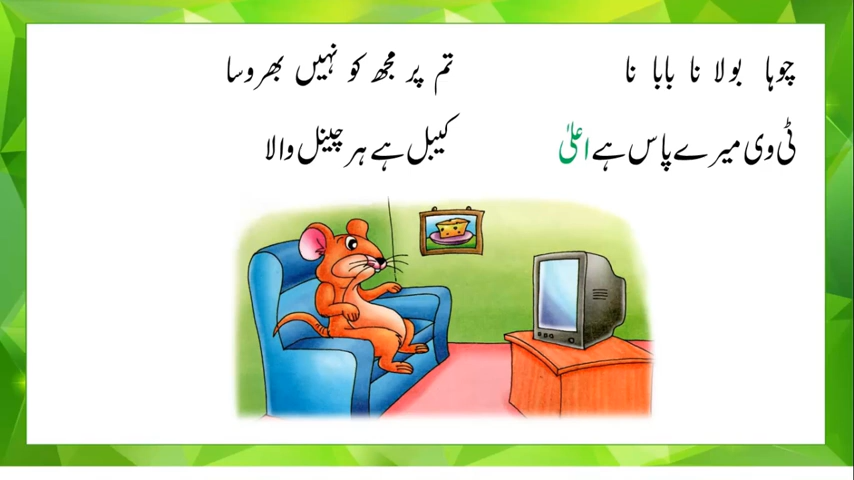 چوہا بولا نا بابا نا تم پر مجھ کو نہیں بھروسا
ٹی وی میرے پاس ہے اعلیٰ کیبل ہے ہر چینل والا